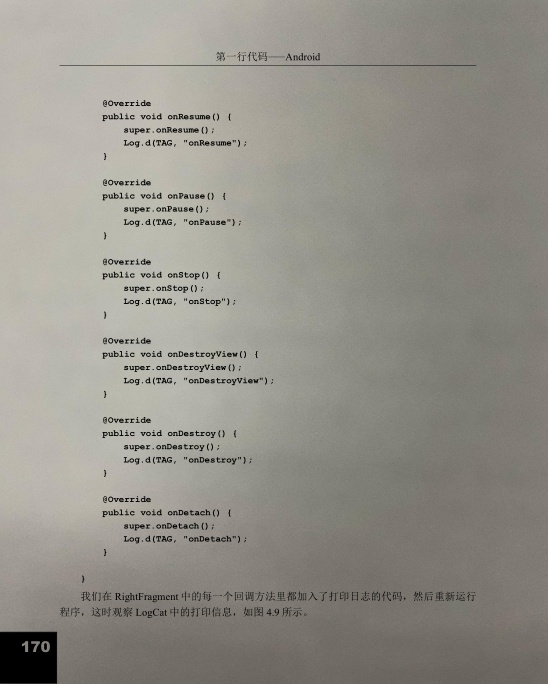 第一行代码——Android
@Override
public void onResume() {
super.onResume();
Log.d(TAG, "onResume");
}
@Override
public void onPause() {
super.onPause();
Log.d(TAG, "onPause");
}
@Override
public void onStop() {
super.onStop();
Log.d(TAG, "onStop");
}
@Override
public void onDestroyView() {
super.onDestroyView();
Log.d(TAG, "onDestroyView");
}
@Override
public void onDestroy() {
super.onDestroy();
Log.d(TAG, "onDestroy");
}
@Override
public void onDetach() {
super.onDetach();
Log.d(TAG, "onDetach");
}
}
我们在 RightFragment 中的每一个回调方法里都加入了打印日志的代码，然后重新运行
程序，这时观察 LogCat 中的打印信息，如图 4.9 所示。
170